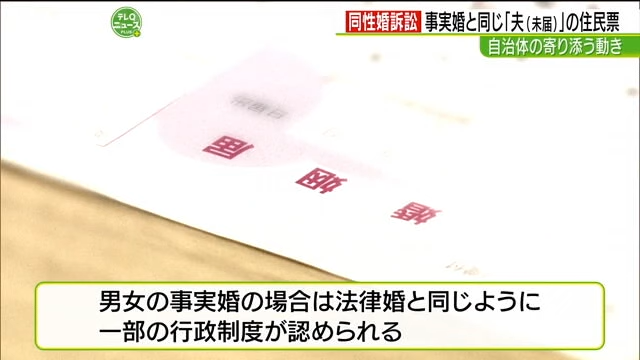 テレQ
ニュース
PLUS+
同性婚訴訟 事実婚と同じ「夫（未届）」の住民票
自治体の寄り添う動き
婚姻届
男女の事実婚の場合は法律婚と同じように
一部の行政制度が認められる